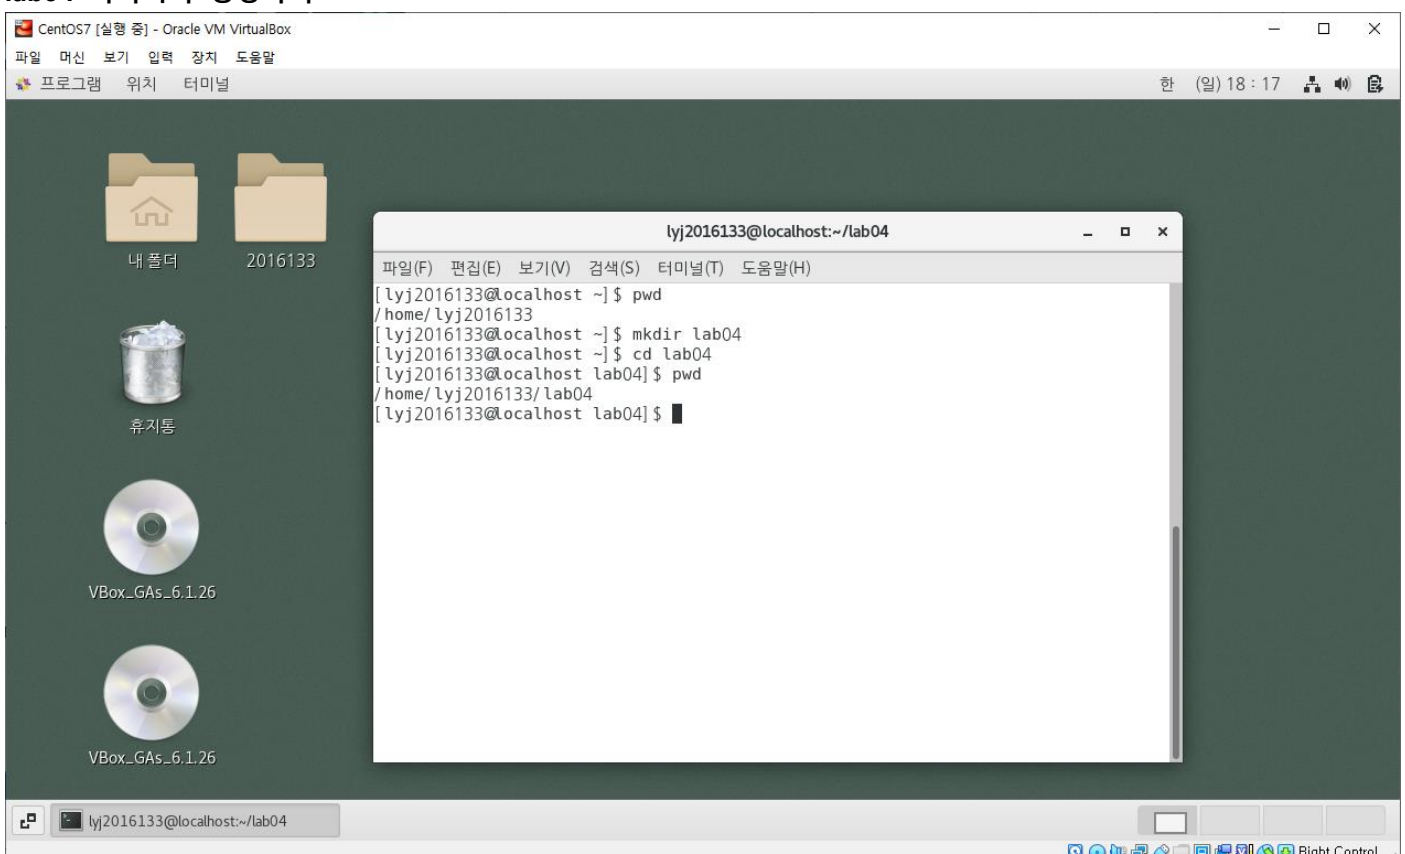 CentOS7 [실행 중] - Oracle VM VirtualBox
파일 머신 보기 입력 장치 도움말
프로그램 위치 터미널 한 (일) 18 : 17
내 폴더 2016133
lyj2016133@localhost:~/lab04
파일(F) 편집(E) 보기(V) 검색(S) 터미널(T) 도움말(H)
[lyj2016133@localhost ~]$ pwd
/home/lyj2016133
[lyj2016133@localhost ~]$ mkdir lab04
[lyj2016133@localhost ~]$ cd lab04
[lyj2016133@localhost lab04]$ pwd
/home/lyj2016133/lab04
[lyj2016133@localhost lab04]$
휴지통
VBox_GAs_6.1.26
VBox_GAs_6.1.26
lyj2016133@localhost:~/lab04
Right Control